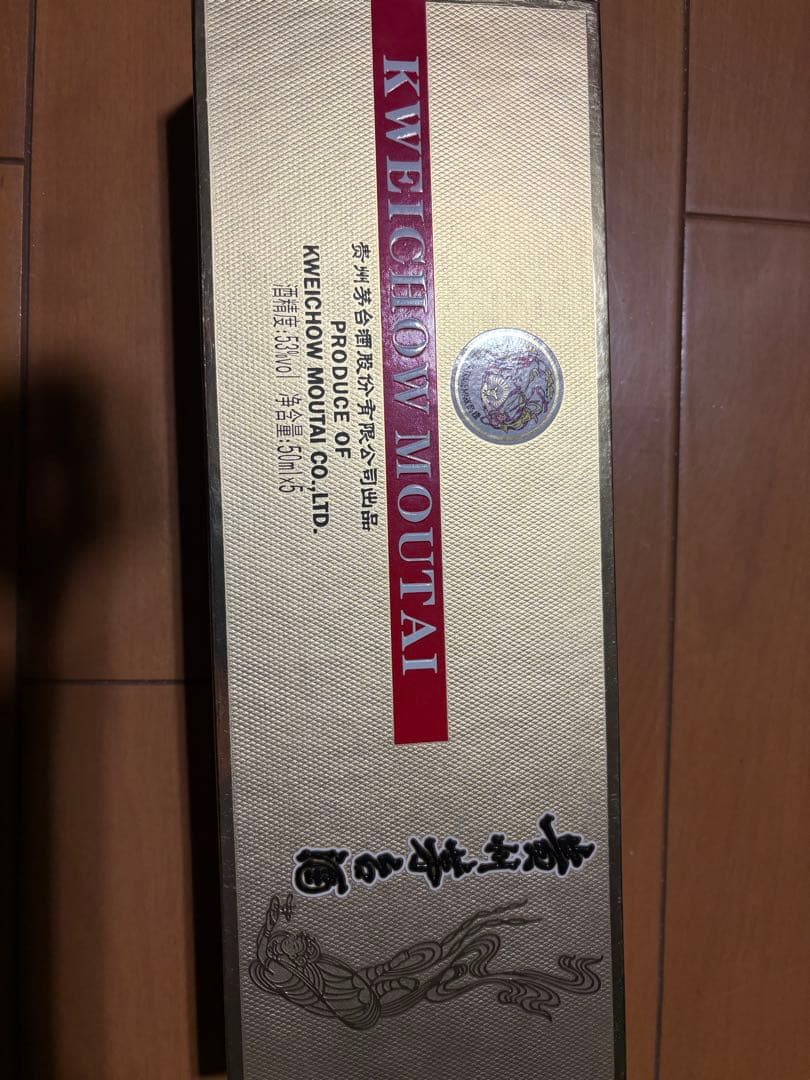 KWEICHOW MOUTAI
贵州茅台酒股份有限公司出品
PRODUCE OF
KWEICHOW MOUTAI CO.,LTD.
酒精度:53%vol 净含量:50ml x5
贵州茅台酒